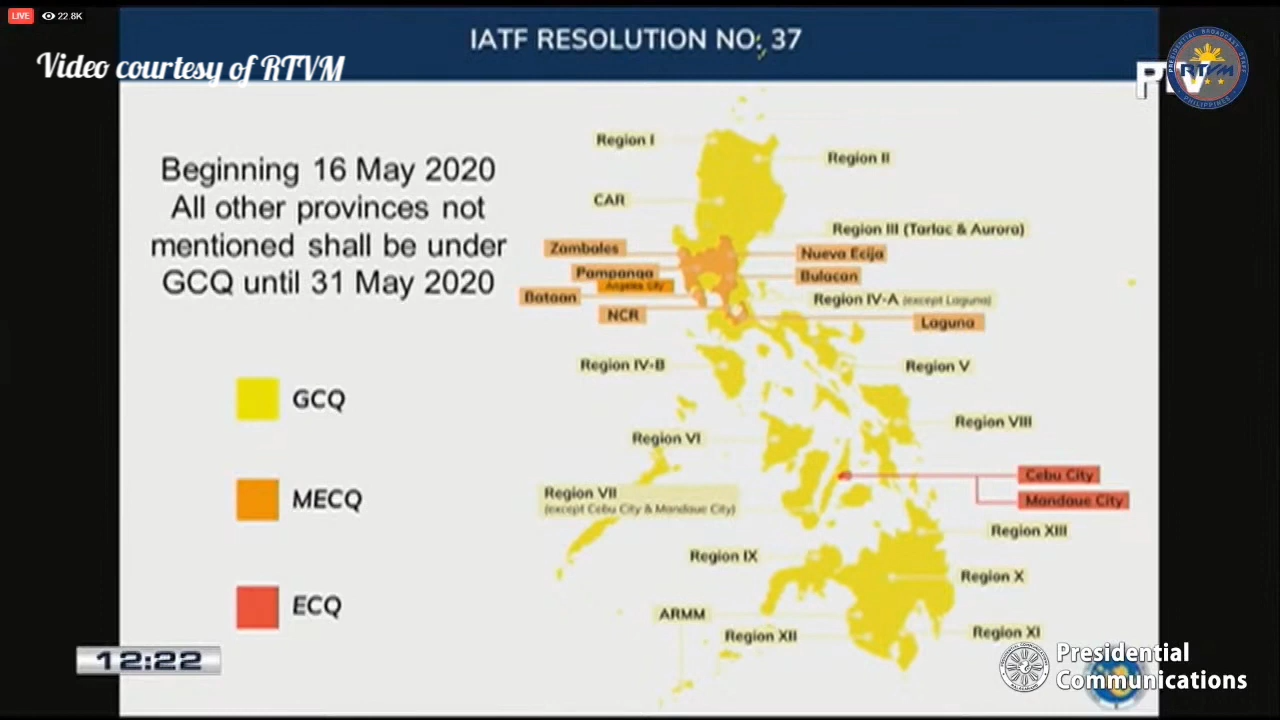 LIVE 22.8K
IATF RESOLUTION NO. 37
Video courtesy of RTVM
PTV
RTVM
PHILIPPINES
Beginning 16 May 2020
All other provinces not
mentioned shall be under
GCQ until 31 May 2020
Region I
Region II
CAR
Region III (Tarlac & Aurora)
Zambales
Nueva Ecija
Pampanga
Bulacan
Angeles City
Bataan
Region IV-A (except Laguna)
NCR
Laguna
Region IV-B
Region V
GCQ
Region VIII
Region VI
Cebu City
MECQ
Region VII
Mandaue City
(except Cebu City & Mandaue City)
Region XIII
Region IX
Region X
ECQ
ARMM
Region XII
Region XI
12:22
Presidential
Communications